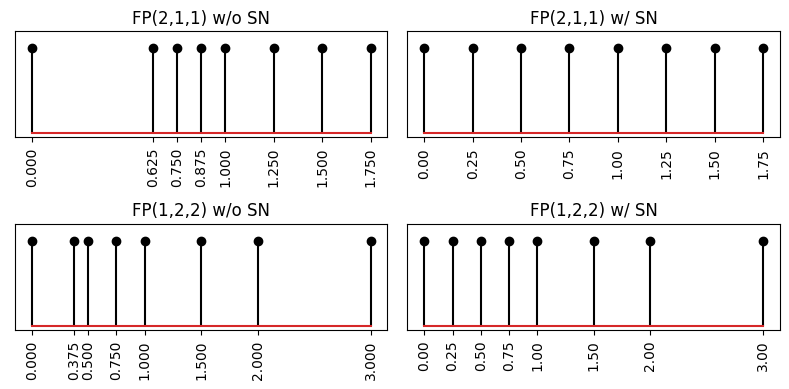 FP(2,1,1) w/o SN
0.000 0.625 0.750 0.875 1.000 1.250 1.500 1.750
FP(2,1,1) w/ SN
0.00 0.25 0.50 0.75 1.00 1.25 1.50 1.75
FP(1,2,2) w/o SN
0.000 0.375 0.500 0.750 1.000 1.500 2.000 3.000
FP(1,2,2) w/ SN
0.00 0.25 0.50 0.75 1.00 1.50 2.00 3.00